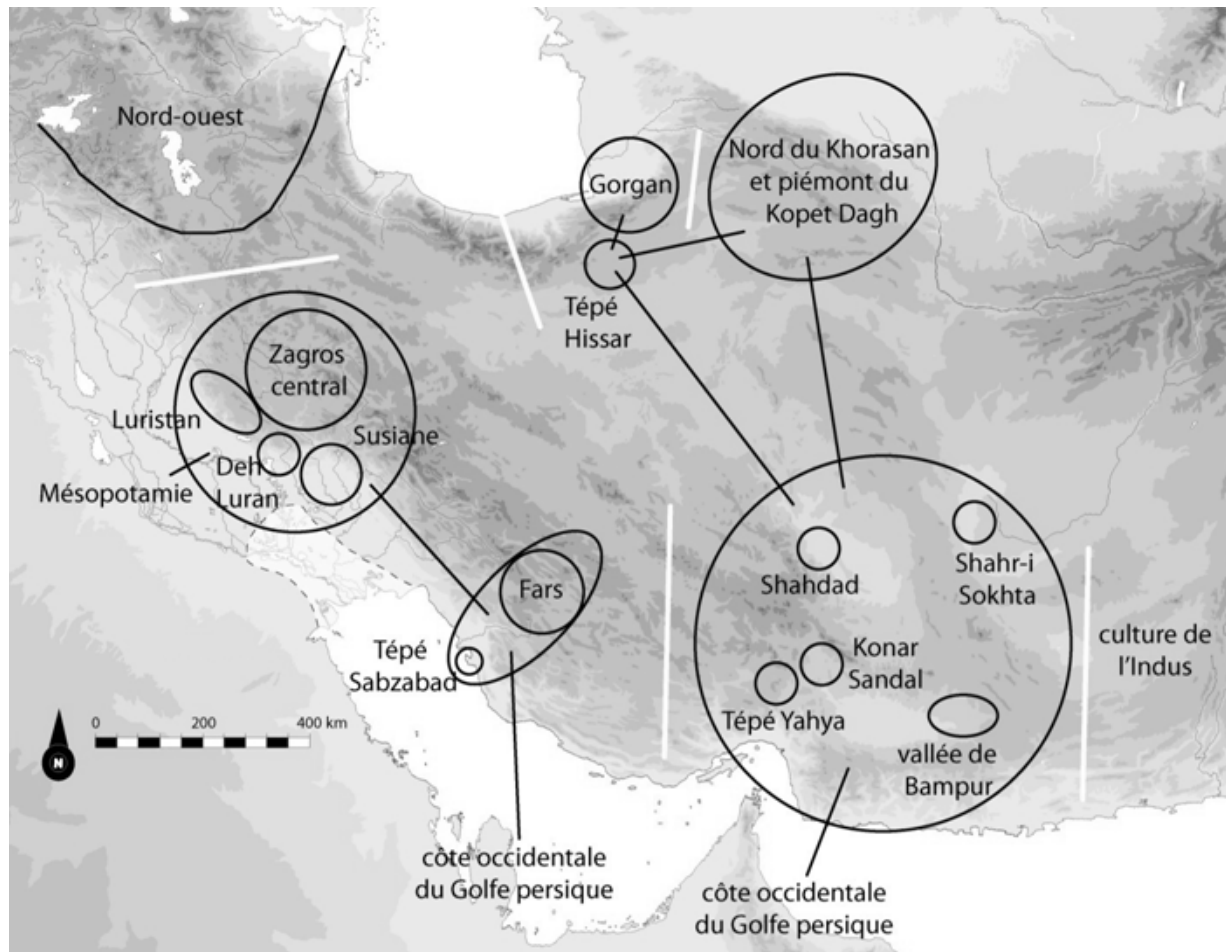 Nord-ouest
Gorgan
Nord du Khorasan
et piémont du
Kopet Dagh
Tépé
Hissar
Zagros
central
Luristan
Susiane
Deh
Luran
Mésopotamie
Shahdad
Shahr-i
Sokhta
Fars
Tépé
Sabzabad
Konar
Sandal
Tépé Yahya
culture de
l'Indus
vallée de
Bampur
0 200 400 km
N
côte occidentale
du Golfe persique
côte occidentale
du Golfe persique